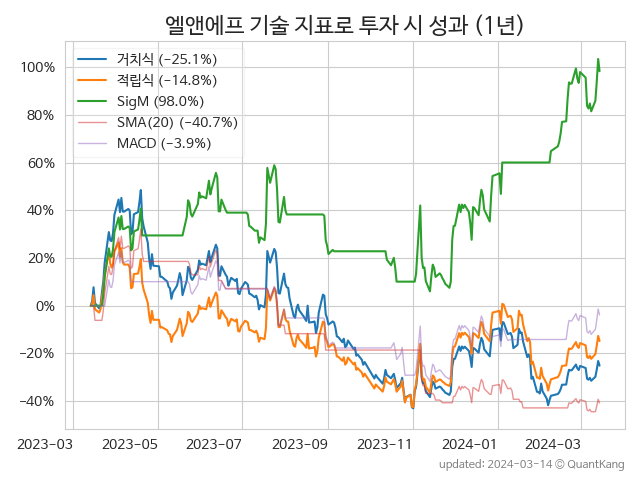 엘앤에프 기술 지표로 투자 시 성과 (1년)
거치식 (−25.1%)
적립식 (−14.8%)
SigM (98.0%)
SMA(20) (−40.7%)
MACD (−3.9%)
100%
80%
60%
40%
20%
0%
−20%
−40%
2023-03 2023-05 2023-07 2023-09 2023-11 2024-01 2024-03
updated: 2024-03-14 © QuantKang